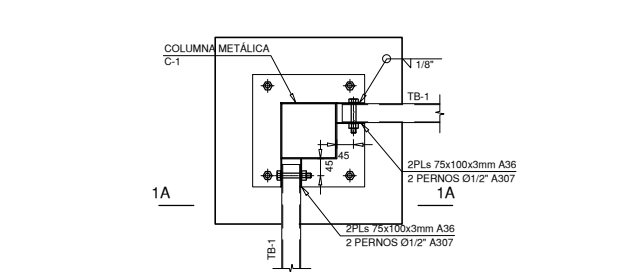 COLUMNA METÁLICA
C-1
1/8"
TB-1
45
45
2PLs 75x100x3mm A36
2 PERNOS Ø1/2" A307
1A
1A
2PLs 75x100x3mm A36
2 PERNOS Ø1/2" A307
TB-1